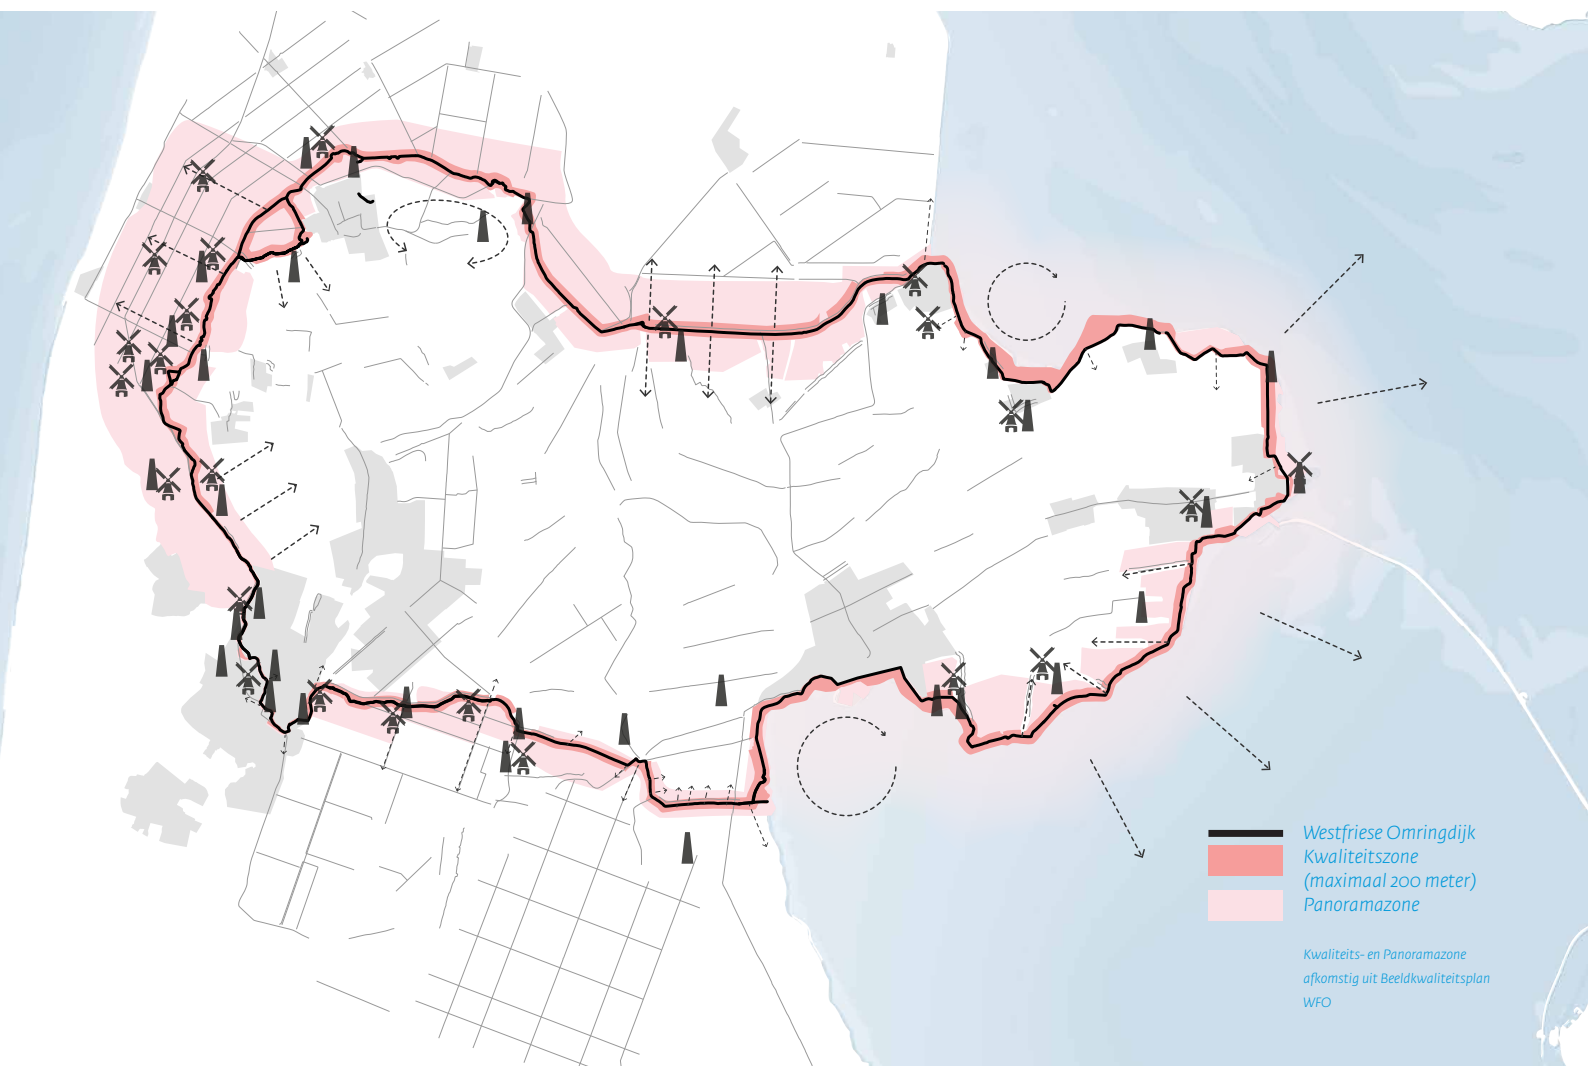 Westfriese Omringdijk
Kwaliteitszone
(maximaal 200 meter)
Panoramazone
Kwaliteits- en Panoramazone
afkomstig uit Beeldkwaliteitsplan
WFO